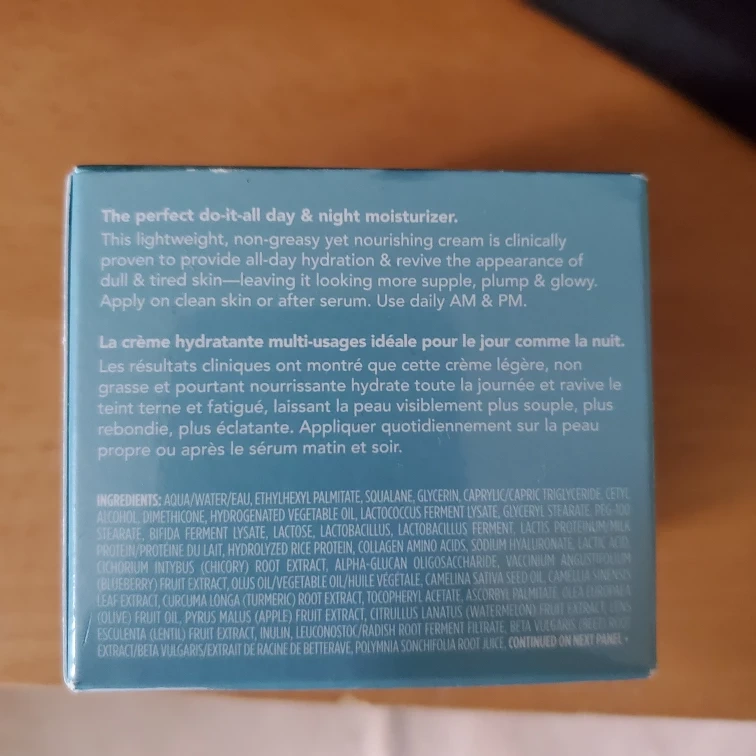 The perfect do-it-all day & night moisturizer.
This lightweight, non-greasy yet nourishing cream is clinically
proven to provide all-day hydration & revive the appearance of
dull & tired skin—leaving it looking more supple, plump & glowy.
Apply on clean skin or after serum. Use daily AM & PM.
La crème hydratante multi-usages idéale pour le jour comme la nuit.
Les résultats cliniques ont montré que cette crème légère, non
grasse et pourtant nourrissante hydrate toute la journée et ravive le
teint terne et fatigué, laissant la peau visiblement plus souple, plus
rebondie, plus éclatante. Appliquer quotidiennement sur la peau
propre ou après le sérum matin et soir.
INGREDIENTS: AQUA/WATER/EAU, ETHYLHEXYL PALMITATE, SQUALANE, GLYCERIN, CAPRYLIC/CAPRIC TRIGLYCERIDE, CETYL
ALCOHOL, DIMETHICONE, HYDROGENATED VEGETABLE OIL, LACTOCOCCUS FERMENT LYSATE, GLYCERYL STEARATE, PEG-100
STEARATE, BIFIDA FERMENT LYSATE, LACTOSE, LACTOBACILLUS, LACTOBACILLUS FERMENT, LACTIS PROTEINUM/MILK
PROTEIN/PROTÉINE DU LAIT, HYDROLYZED RICE PROTEIN, COLLAGEN AMINO ACIDS, SODIUM HYALURONATE, LACTIC ACID,
CICHORIUM INTYBUS (CHICORY) ROOT EXTRACT, ALPHA-GLUCAN OLIGOSACCHARIDE, VACCINIUM ANGUSTIFOLIUM
(BLUEBERRY) FRUIT EXTRACT, OLUS OIL/VEGETABLE OIL/HUILE VÉGÉTALE, CAMELINA SATIVA SEED OIL, CAMELLIA SINENSIS
LEAF EXTRACT, CURCUMA LONGA (TURMERIC) ROOT EXTRACT, TOCOPHERYL ACETATE, ASCORBYL PALMITATE, OLEA EUROPAEA
(OLIVE) FRUIT OIL, PYRUS MALUS (APPLE) FRUIT EXTRACT, CITRULLUS LANATUS (WATERMELON) FRUIT EXTRACT, LENS
ESCULENTA (LENTIL) FRUIT EXTRACT, INULIN, LEUCONOSTOC/RADISH ROOT FERMENT FILTRATE, BETA VULGARIS (BEET) ROOT
EXTRACT/BETA VULGARIS/EXTRAIT DE RACINE DE BETTERAVE, POLYMNIA SONCHIFOLIA ROOT JUICE, CONTINUED ON NEXT PANEL •